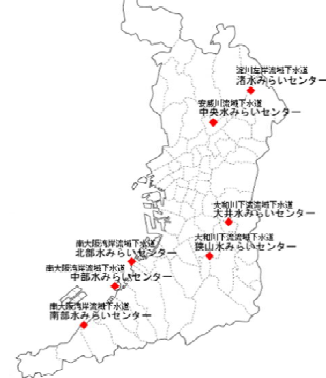 淀川左岸流域下水道
渚水みらいセンター
安威川流域下水道
中央水みらいセンター
大和川下流流域下水道
大井水みらいセンター
大和川下流流域下水道
狭山水みらいセンター
南大阪湾岸流域下水道
北部水みらいセンター
南大阪湾岸流域下水道
中部水みらいセンター
南大阪湾岸流域下水道
南部水みらいセンター